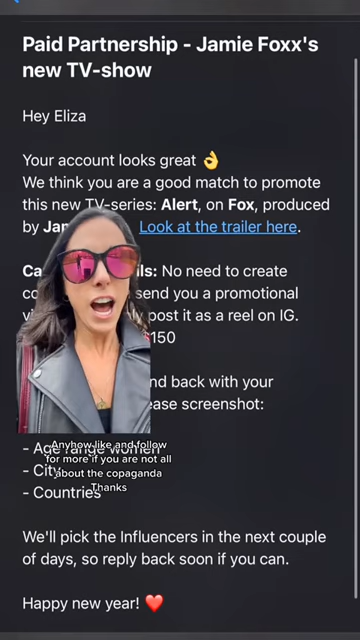 Paid Partnership - Jamie Foxx's
new TV-show
Hey Eliza
Your account looks great 👌
We think you are a good match to promote
this new TV-series: Alert, on Fox, produced
by Look at the trailer here.
No need to create
send you a promotional
post it as a reel on IG.
150
back with your
screenshot:
- Age range women
- City
- Countries
Anyhow like and follow
for more if you are not all
about the copaganda
Thanks
We'll pick the Influencers in the next couple
of days, so reply back soon if you can.
Happy new year! ❤️